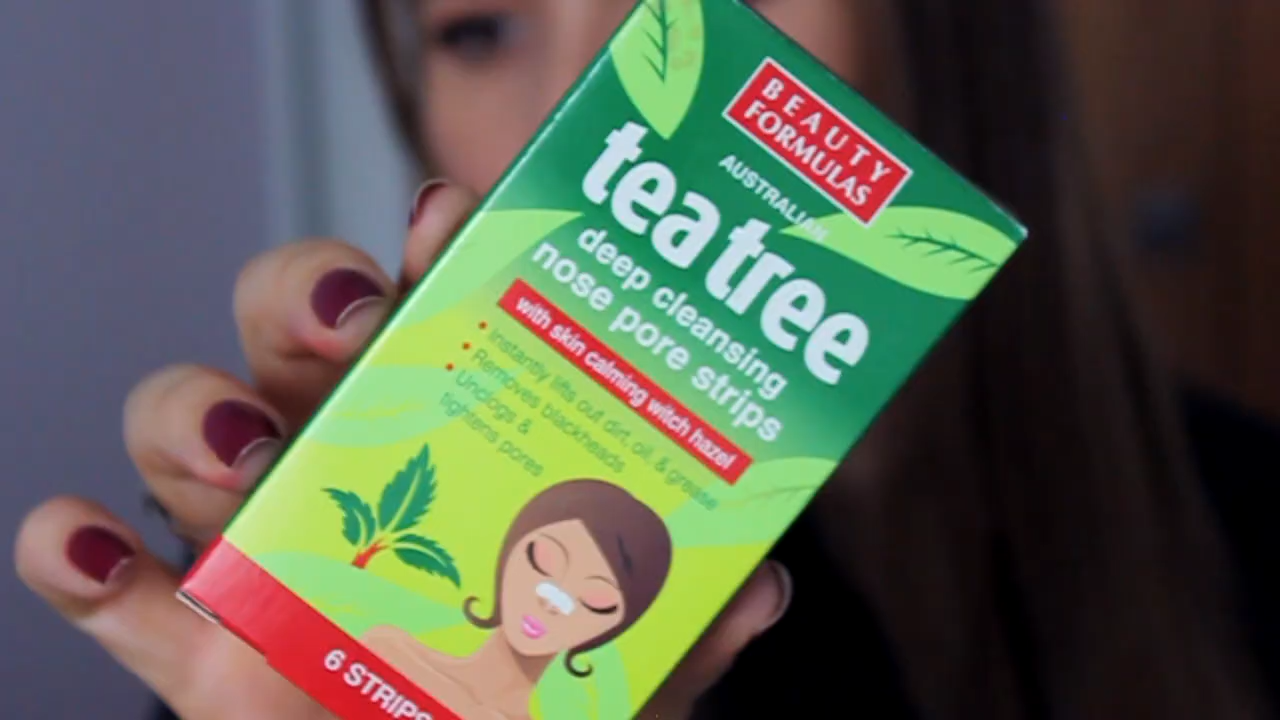 BEAUTY
FORMULAS
AUSTRALIAN
tea tree
deep cleansing
nose pore strips
with skin calming witch hazel
• Instantly lifts out dirt, oil, & grease
• Removes blackheads
• Unclogs &
tightens pores
6 STRIPS